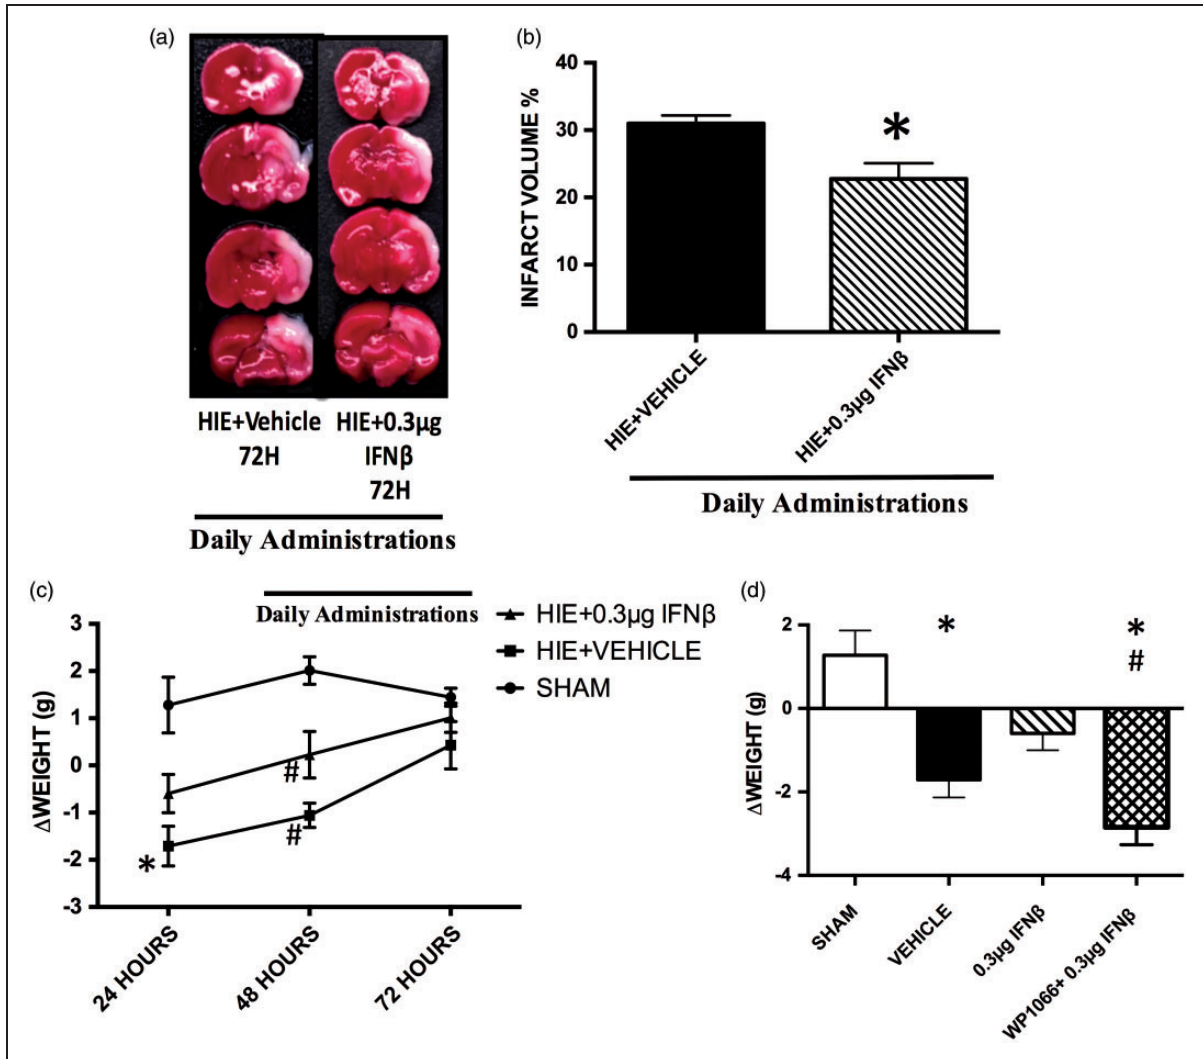 (a)
HIE+Vehicle
72H
HIE+0.3µg
IFNβ
72H
Daily Administrations
(b)
INFARCT VOLUME %
40
30
20
10
0
*
HIE+VEHICLE
HIE+0.3µg IFNβ
Daily Administrations
(c)
Daily Administrations
HIE+0.3µg IFNβ
HIE+VEHICLE
SHAM
ΔWEIGHT (g)
3
2
1
0
-1
-2
-3
#
#
*
24 HOURS
48 HOURS
72 HOURS
(d)
ΔWEIGHT (g)
2
0
-2
-4
*
*
#
SHAM
VEHICLE
0.3µg IFNβ
WP1066+ 0.3µg IFNβ